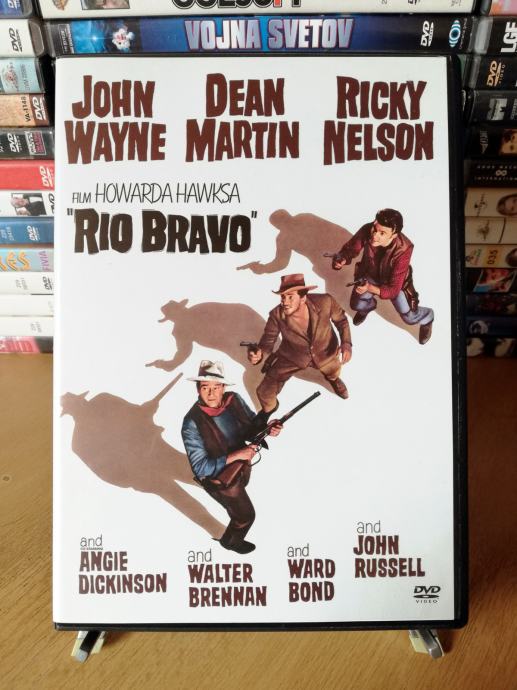 VOJNA SVETOV
DVD
JOHN WAYNE
DEAN MARTIN
RICKY NELSON
FILM HOWARDA HAWKSA
"RIO BRAVO"
and
ANGIE
DICKINSON
and
WALTER
BRENNAN
and
WARD
BOND
and
JOHN
RUSSELL
DVD
VIDEO